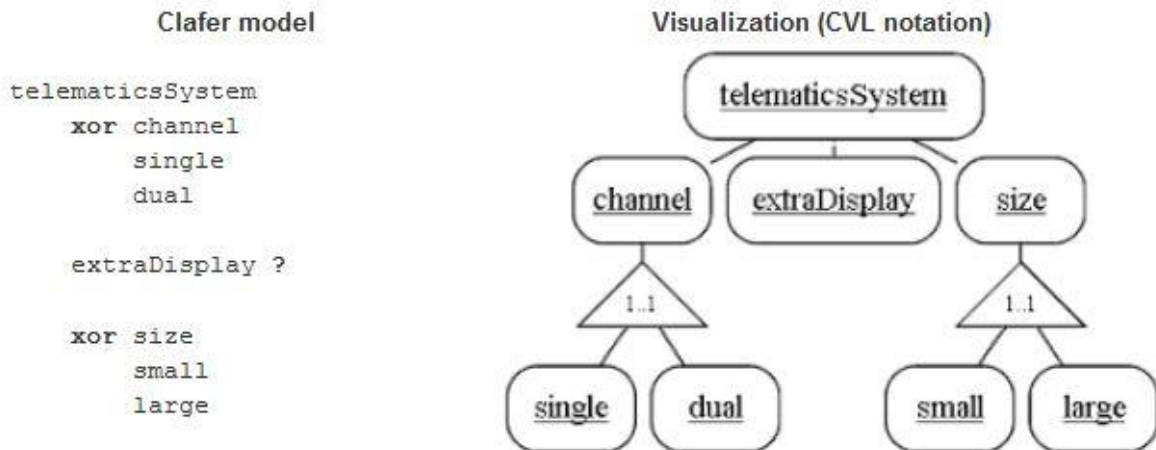 Clafer model
telematicsSystem
xor channel
single
dual
extraDisplay ?
xor size
small
large
Visualization (CVL notation)
telematicsSystem
channel
extraDisplay
size
1..1
1..1
single
dual
small
large